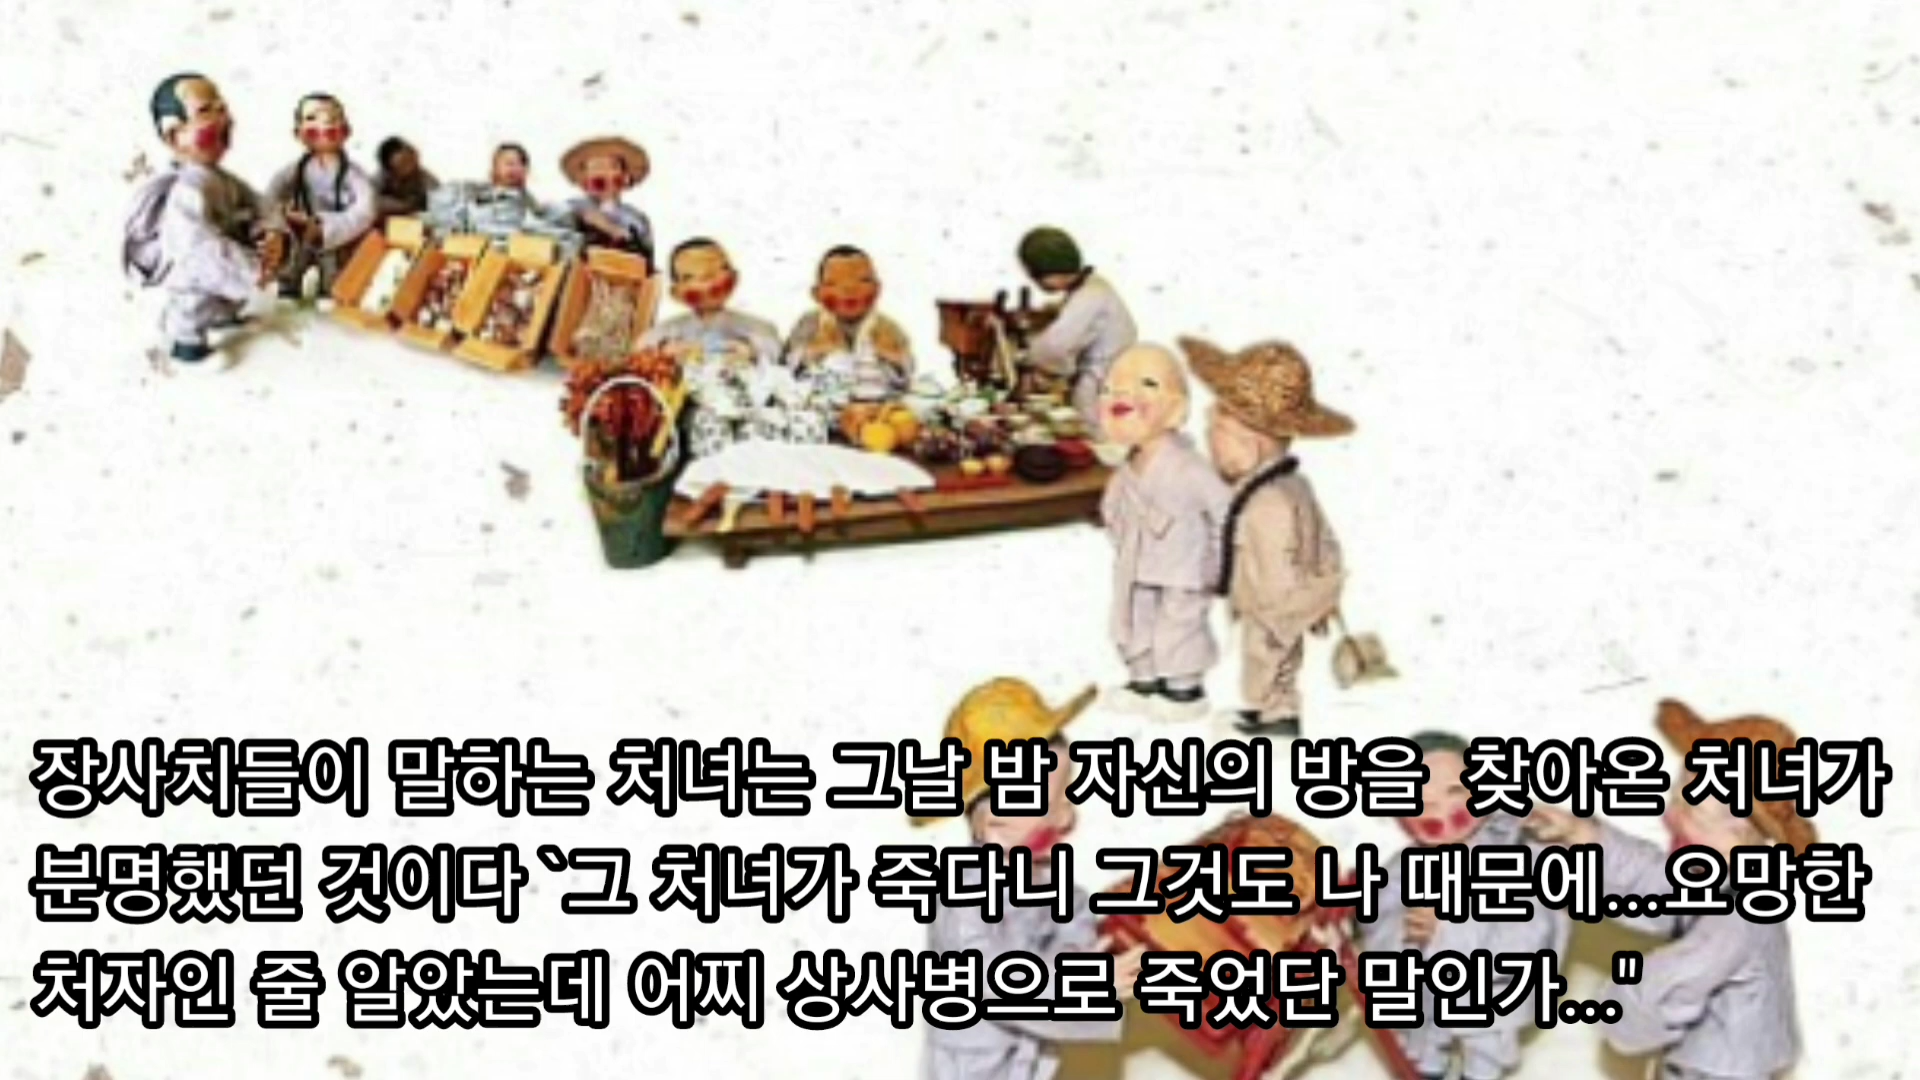 장사치들이 말하는 처녀는 그날 밤 자신의 방을  찾아온 처녀가
분명했던 것이다 `그 처녀가 죽다니 그것도 나 때문에...요망한
처자인 줄 알았는데 어찌 상사병으로 죽었단 말인가..."